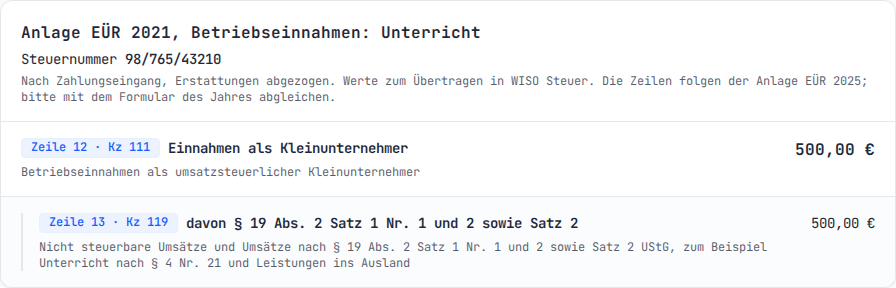 Anlage EÜR 2021, Betriebseinnahmen: Unterricht
Steuernummer 98/765/43210
Nach Zahlungseingang, Erstattungen abgezogen. Werte zum Übertragen in WISO Steuer. Die Zeilen folgen der Anlage EÜR 2025;
bitte mit dem Formular des Jahres abgleichen.
Zeile 12 · Kz 111 Einnahmen als Kleinunternehmer 500,00 €
Betriebseinnahmen als umsatzsteuerlicher Kleinunternehmer
Zeile 13 · Kz 119 davon § 19 Abs. 2 Satz 1 Nr. 1 und 2 sowie Satz 2 500,00 €
Nicht steuerbare Umsätze und Umsätze nach § 19 Abs. 2 Satz 1 Nr. 1 und 2 sowie Satz 2 UStG, zum Beispiel
Unterricht nach § 4 Nr. 21 und Leistungen ins Ausland